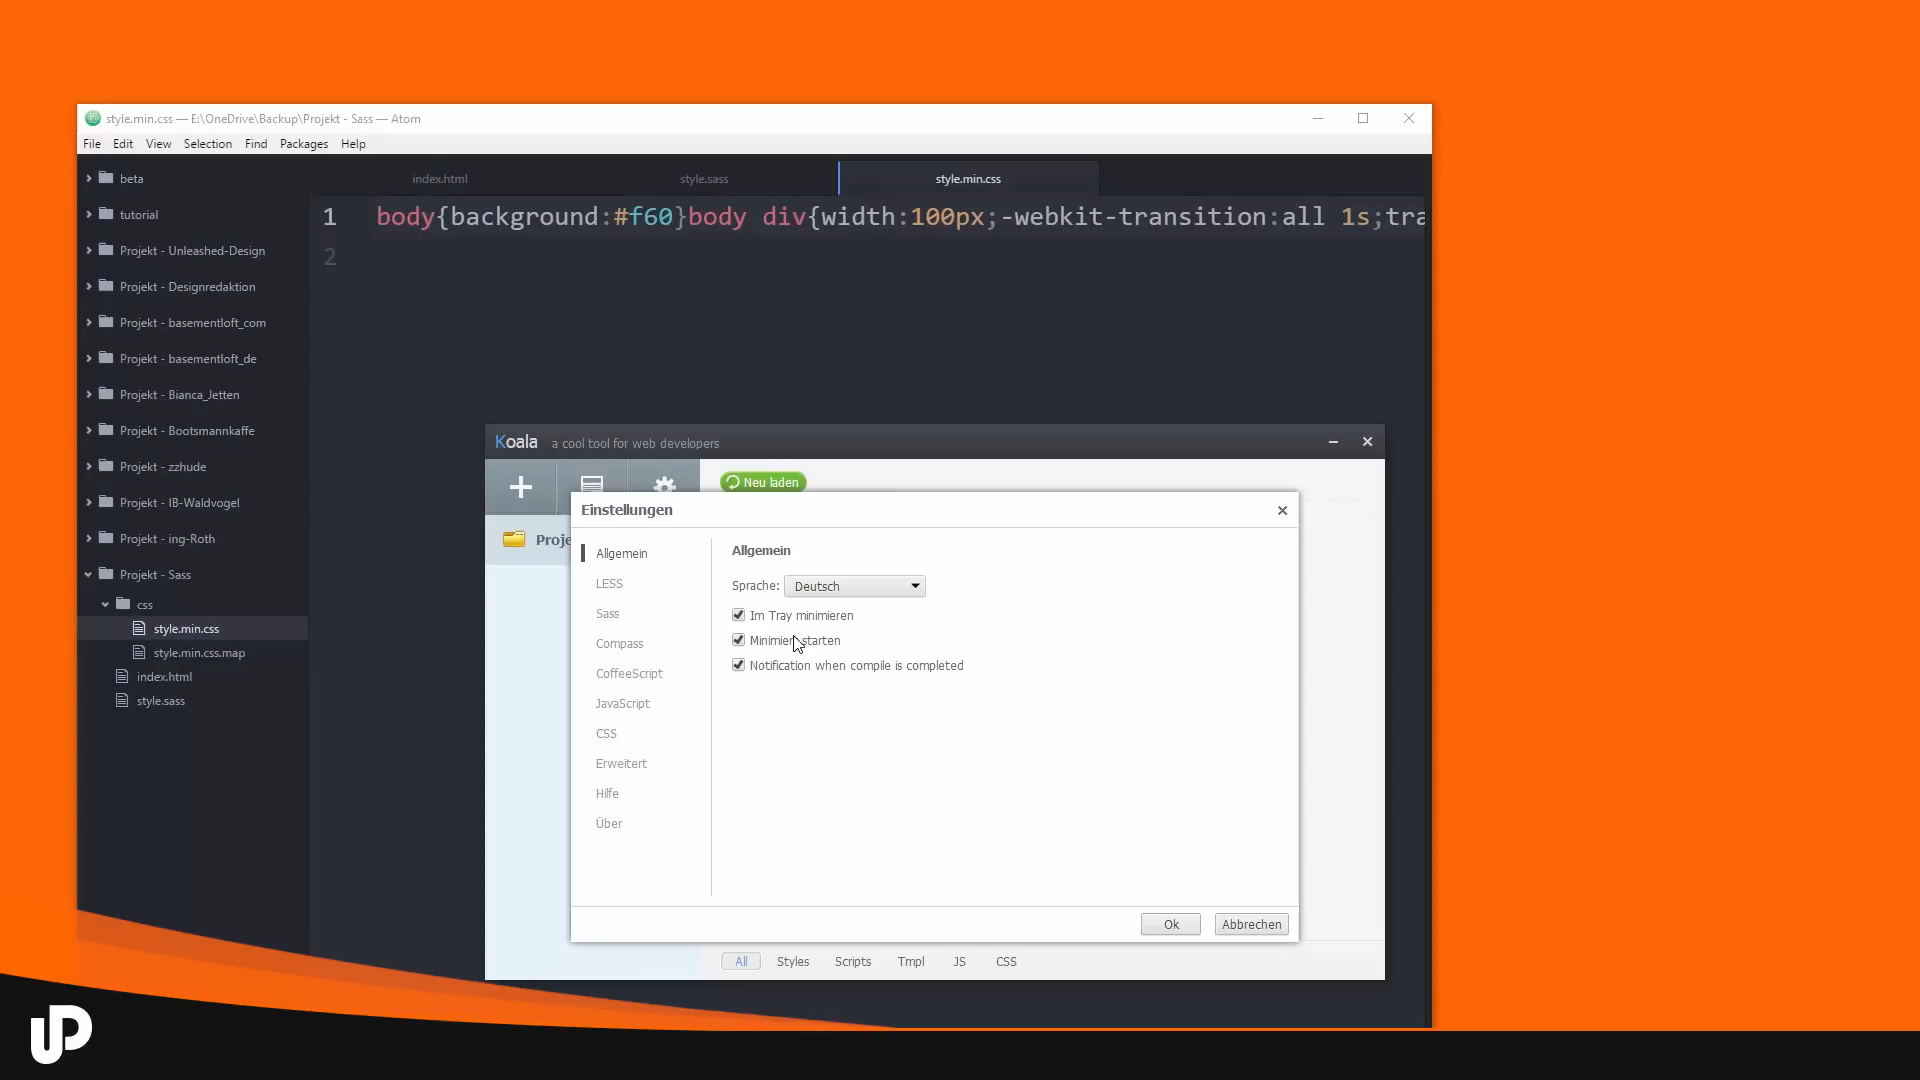 style.min.css — E:\OneDrive\Backup\Projekt - Sass — Atom
File Edit View Selection Find Packages Help
beta
tutorial
Projekt - Unleashed-Design
Projekt - Designredaktion
Projekt - basementloft_com
Projekt - basementloft_de
Projekt - Bianca_Jetten
Projekt - Bootsmannkaffe
Projekt - zzhude
Projekt - IB-Waldvogel
Projekt - ing-Roth
Projekt - Sass
css
style.min.css
style.min.css.map
index.html
style.sass
index.html style.sass style.min.css
1 body{background:#f60}body div{width:100px;-webkit-transition:all 1s;tra
2
Koala a cool tool for web developers
Neu laden
Proje
Einstellungen
Allgemein
LESS
Sass
Compass
CoffeeScript
JavaScript
CSS
Erweitert
Hilfe
Über
Allgemein
Sprache: Deutsch
Im Tray minimieren
starten
Notification when compile is completed
Ok Abbrechen
All Styles Scripts Tmpl JS CSS
UP